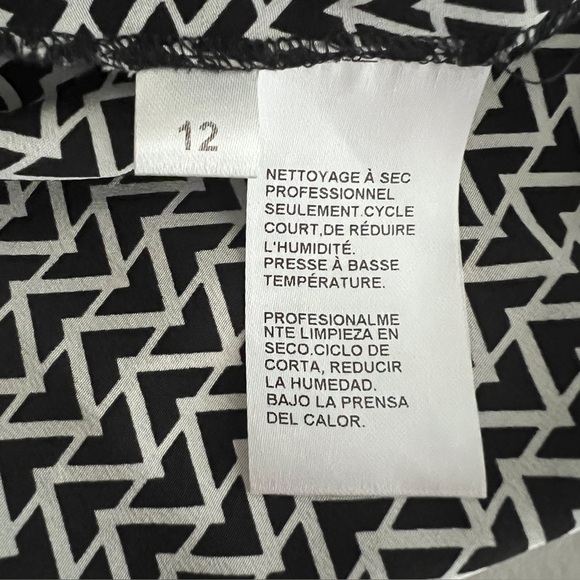 12
NETTOYAGE À SEC
PROFESSIONNEL
SEULEMENT.CYCLE
COURT,DE RÉDUIRE
L'HUMIDITÉ.
PRESSE À BASSE
TEMPÉRATURE.
PROFESIONALME
NTE LIMPIEZA EN
SECO.CICLO DE
CORTA, REDUCIR
LA HUMEDAD.
BAJO LA PRENSA
DEL CALOR.